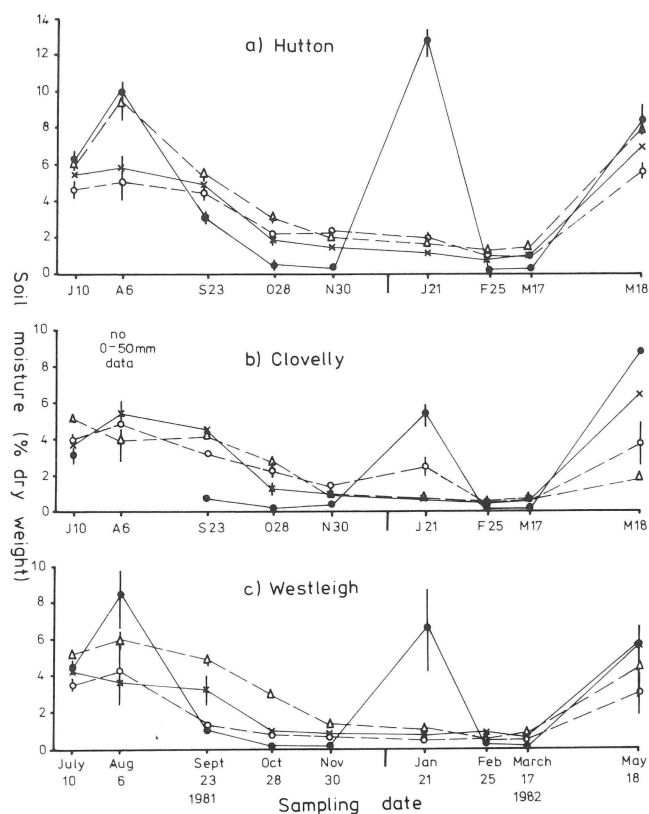 14
a) Hutton
12
10
8
6
4
2
0
J10 A6 S23 O28 N30 J21 F25 M17 M18
Soil moisture (% dry weight)
10
no
0-50mm
data
b) Clovelly
8
6
4
2
0
J10 A6 S23 O28 N30 J21 F25 M17 M18
10
c) Westleigh
8
6
4
2
0
July Aug Sept Oct Nov Jan Feb March May
10 6 23 28 30 21 25 17 18
1981 1982
Sampling date